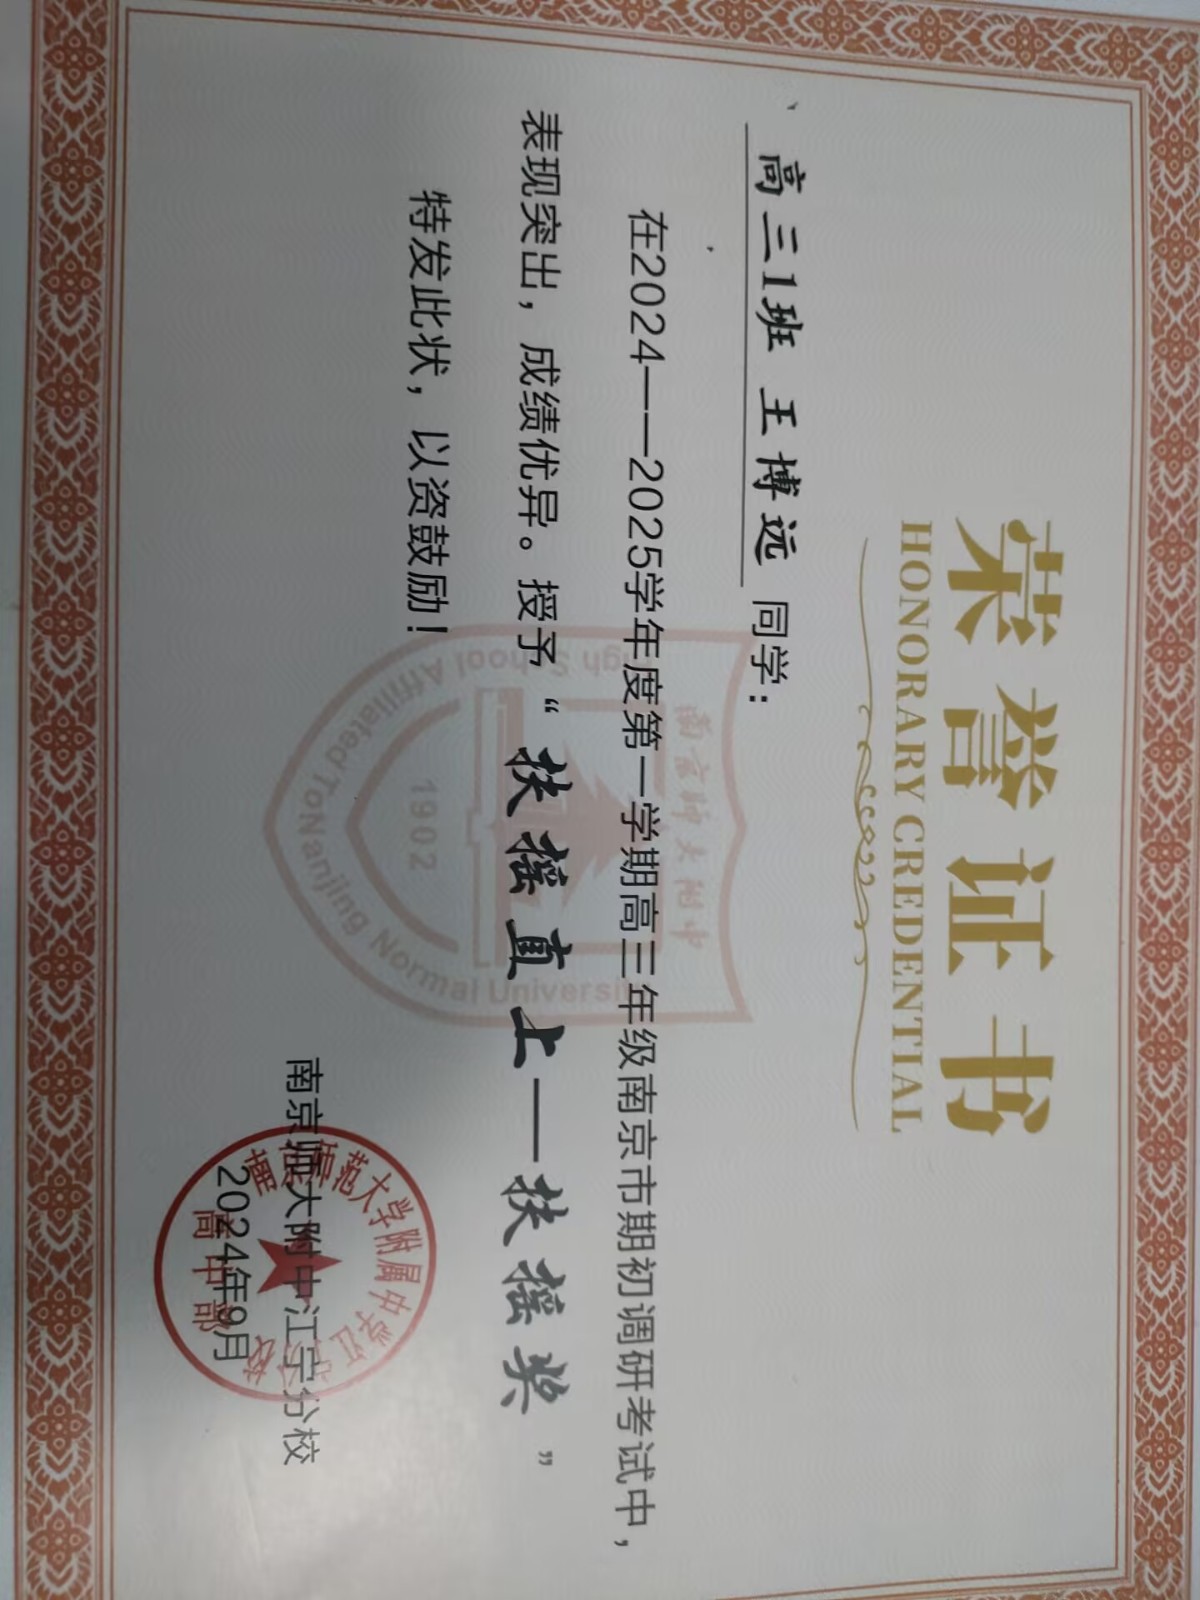 荣誉证书
HONORARY CREDENTIAL
高三1班 王博远 同学：
在2024——2025学年度第一学期高三年级南京市期初调研考试中，
表现突出，成绩优异。授予“扶摇直上—扶摇奖”
特发此状，以资鼓励！
南京师大附中
1902
High School Affiliated To Nanjing Normal University
南京师大附中江宁分校
2024年9月
南京师范大学附属中学江宁分校
高中部